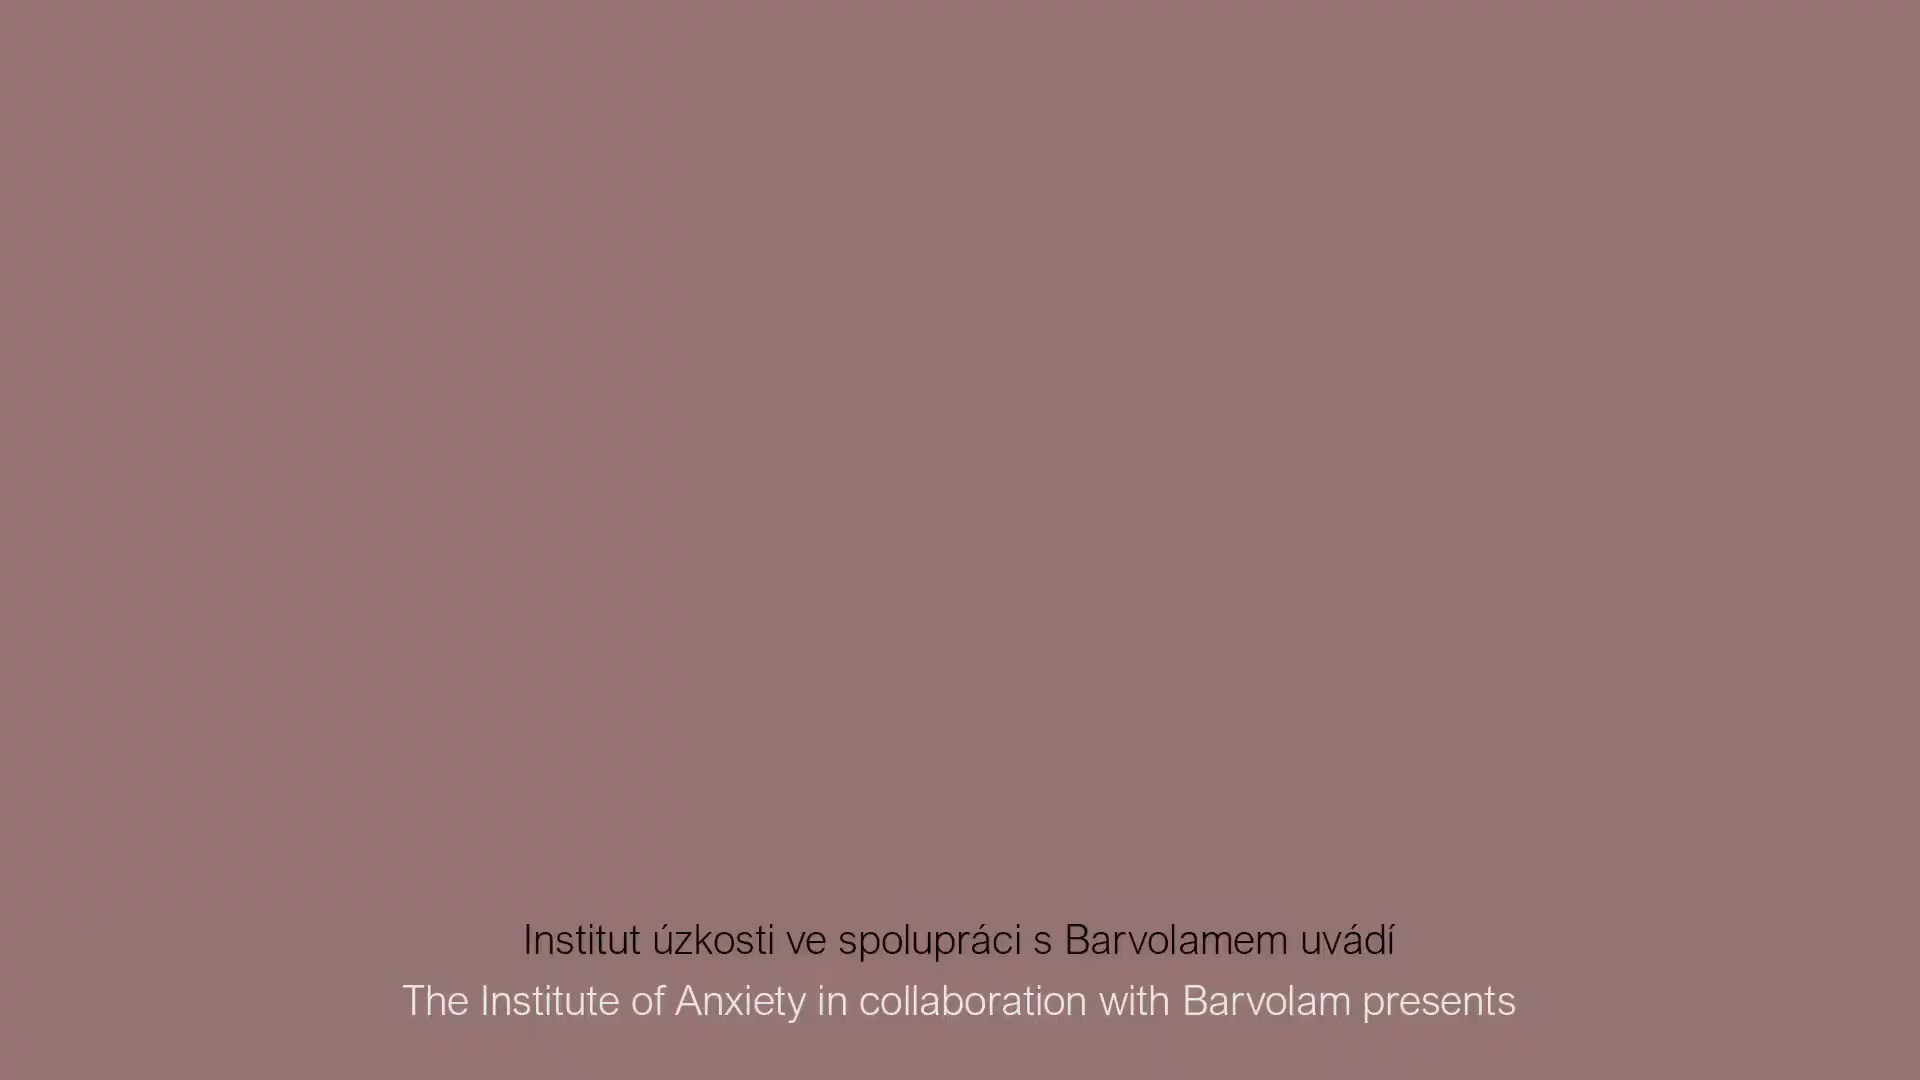 Institut úzkosti ve spolupráci s Barvolamem uvádí
The Institute of Anxiety in collaboration with Barvolam presents